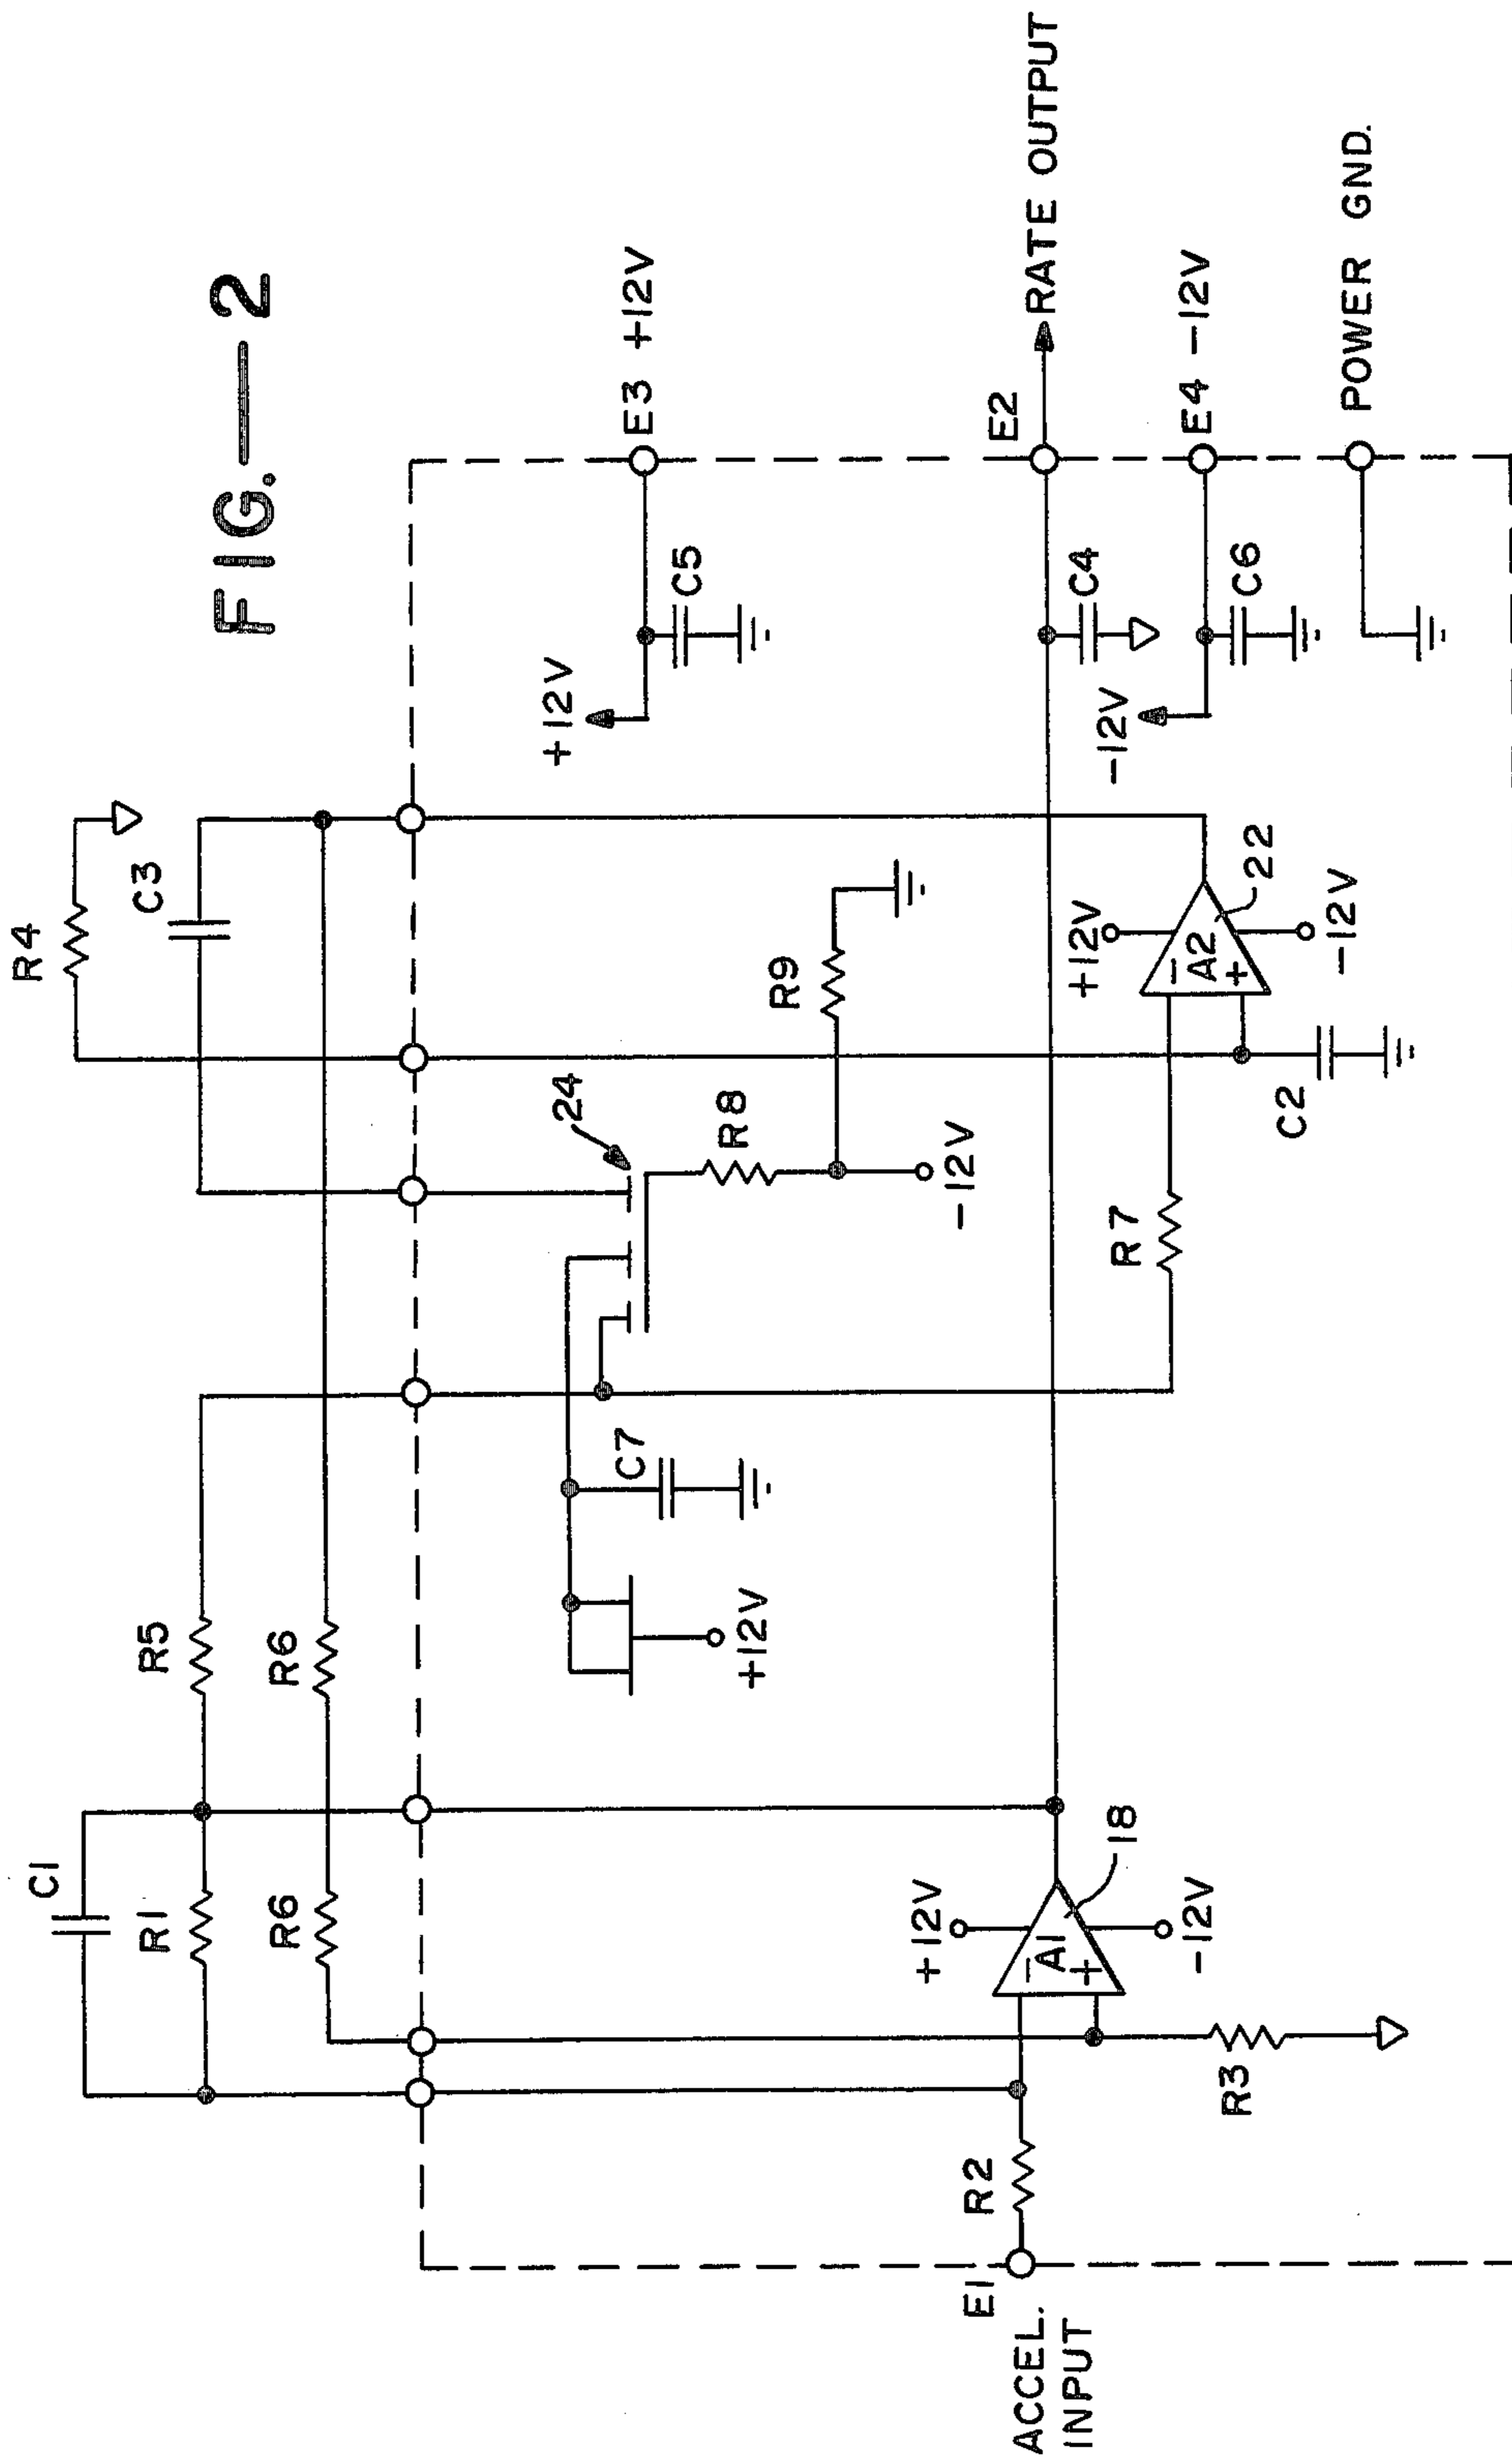 FIG.—2
R4
C3
C1
R5
R1
R6
R6
+12V
E3 +12V
C5
24
C7
R8
R9
+12V
-12V
E2
RATE OUTPUT
C4
-12V
E4 -12V
C6
+12V
A1
18
-12V
R7
+12V
A2
22
-12V
C2
POWER GND.
E1
ACCEL.
INPUT
R2
R3